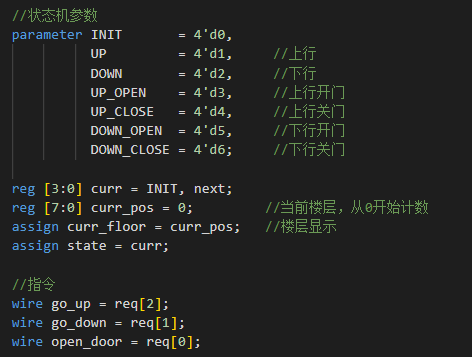 //状态机参数
parameter INIT = 4'd0,
UP = 4'd1, //上行
DOWN = 4'd2, //下行
UP_OPEN = 4'd3, //上行开门
UP_CLOSE = 4'd4, //上行关门
DOWN_OPEN = 4'd5, //下行开门
DOWN_CLOSE = 4'd6; //下行关门
reg [3:0] curr = INIT, next;
reg [7:0] curr_pos = 0; //当前楼层，从0开始计数
assign curr_floor = curr_pos; //楼层显示
assign state = curr;
//指令
wire go_up = req[2];
wire go_down = req[1];
wire open_door = req[0];